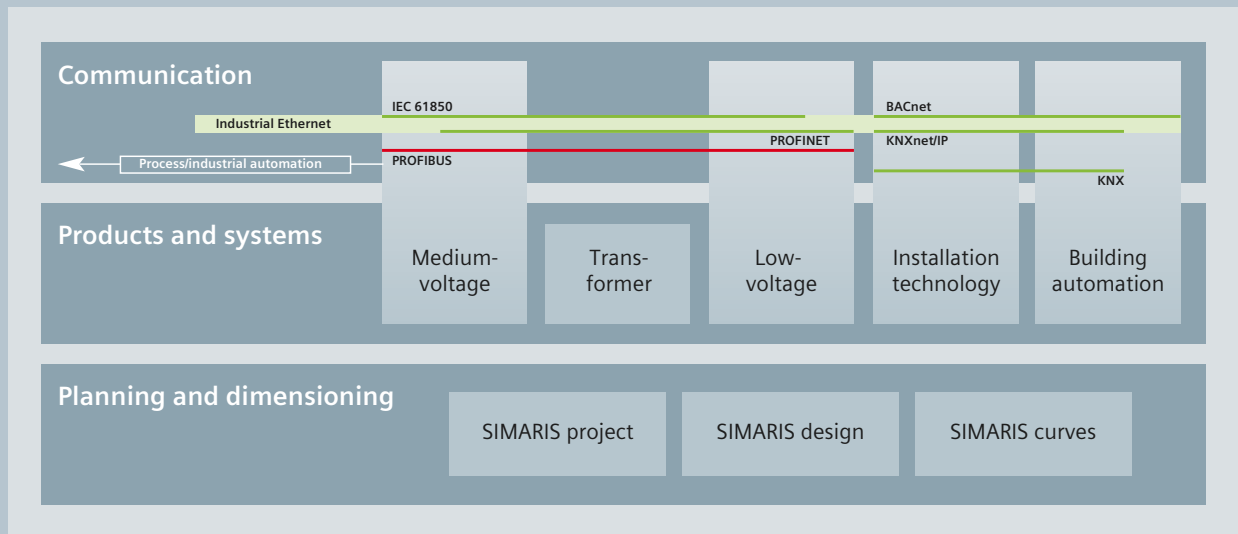 Communication
IEC 61850
BACnet
Industrial Ethernet
PROFINET
KNXnet/IP
Process/industrial automation
PROFIBUS
KNX
Products and systems
Medium-
voltage
Trans-
former
Low-
voltage
Installation
technology
Building
automation
Planning and dimensioning
SIMARIS project
SIMARIS design
SIMARIS curves